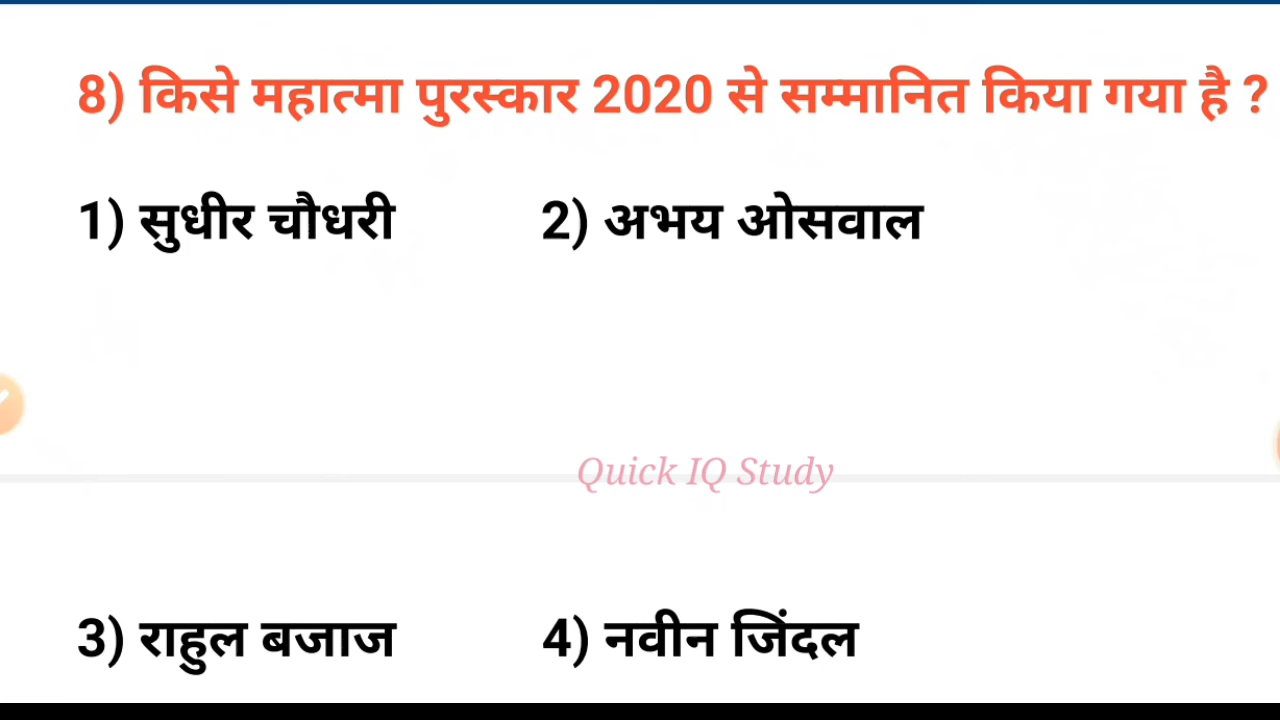 8) किसे महात्मा पुरस्कार 2020 से सम्मानित किया गया है ?
1) सुधीर चौधरी 2) अभय ओसवाल
Quick IQ Study
3) राहुल बजाज 4) नवीन जिंदल